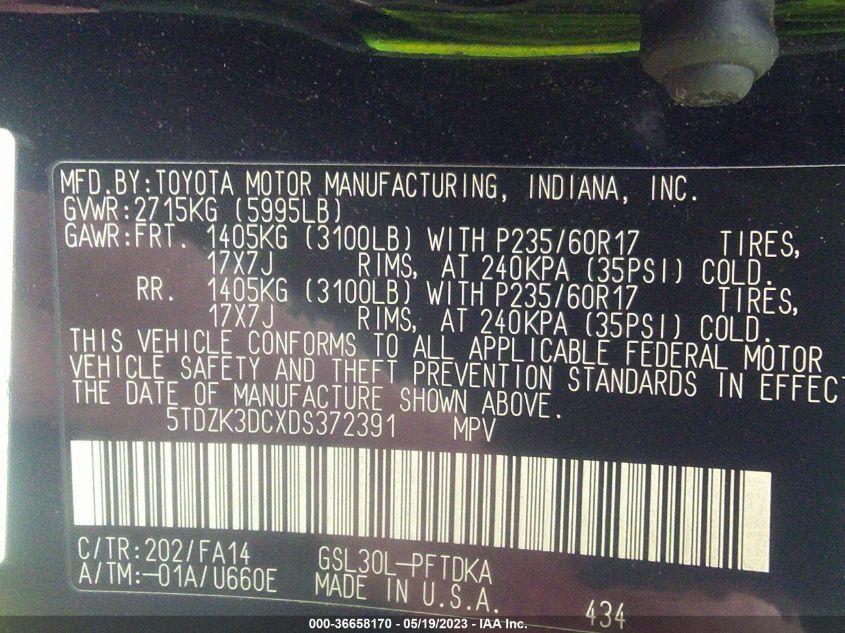 MFD.BY:TOYOTA MOTOR MANUFACTURING, INDIANA, INC.
GVWR:2715KG (5995LB)
GAWR:FRT. 1405KG (3100LB) WITH P235/60R17 TIRES,
17X7J RIMS, AT 240KPA (35PSI) COLD.
RR. 1405KG (3100LB) WITH P235/60R17 TIRES,
17X7J RIMS, AT 240KPA (35PSI) COLD.
THIS VEHICLE CONFORMS TO ALL APPLICABLE FEDERAL MOTOR
VEHICLE SAFETY AND THEFT PREVENTION STANDARDS IN EFFECT
THE DATE OF MANUFACTURE SHOWN ABOVE.
5TDZK3DCXDS372391 MPV
C/TR:202/FA14 GSL30L-PFTDKA
A/TM:-01A/U660E MADE IN U.S.A. 434
000-36658170 - 05/19/2023 - IAA Inc.